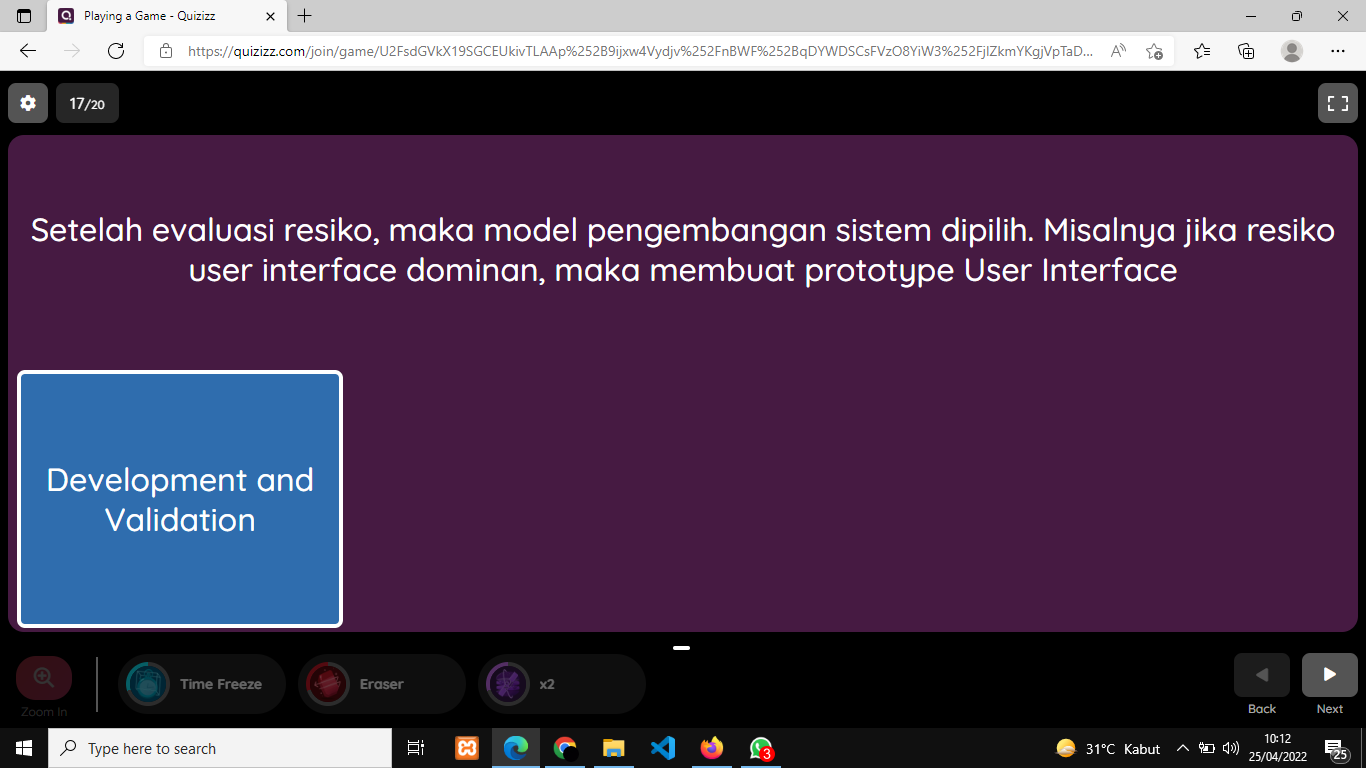 Playing a Game - Quizizz
https://quizizz.com/join/game/U2FsdGVkX19SGCEUkivTLAAp%252B9ijxw4Vydjv%252FnBWF%252BqDYWDSCsFVzO8YiW3%252FjIZkmYKgjVpTaD...
17/20
Setelah evaluasi resiko, maka model pengembangan sistem dipilih. Misalnya jika resiko
user interface dominan, maka membuat prototype User Interface
Development and
Validation
Zoom In
Time Freeze
Eraser
x2
Back
Next
Type here to search
3
31°C Kabut
10:12
25/04/2022
25